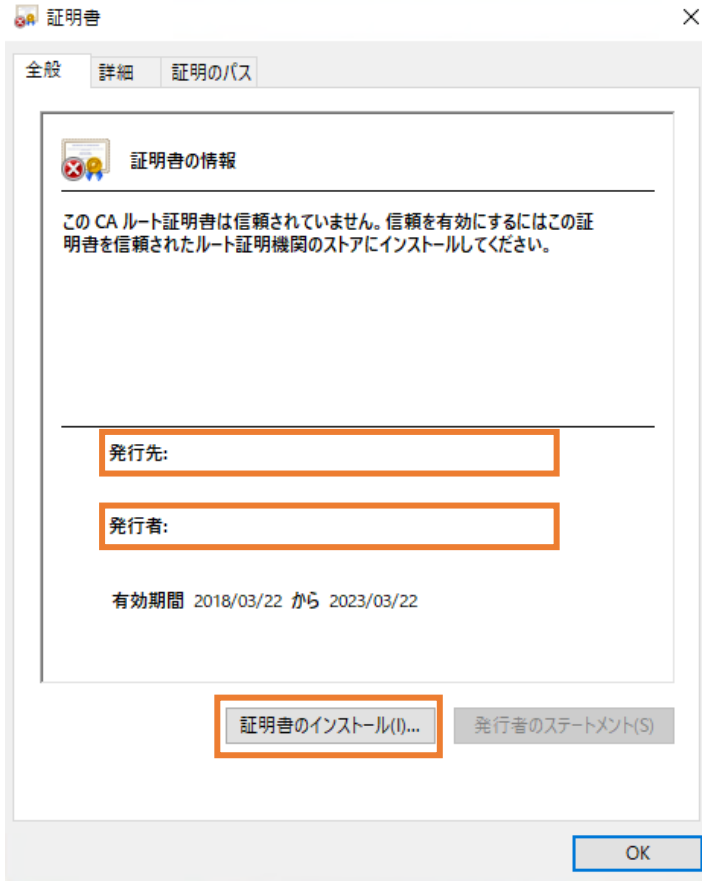 証明書
全般 詳細 証明のパス
証明書の情報
この CA ルート証明書は信頼されていません。信頼を有効にするにはこの証
明書を信頼されたルート証明機関のストアにインストールしてください。
発行先:
発行者:
有効期間 2018/03/22 から 2023/03/22
証明書のインストール(I)... 発行者のステートメント(S)
OK